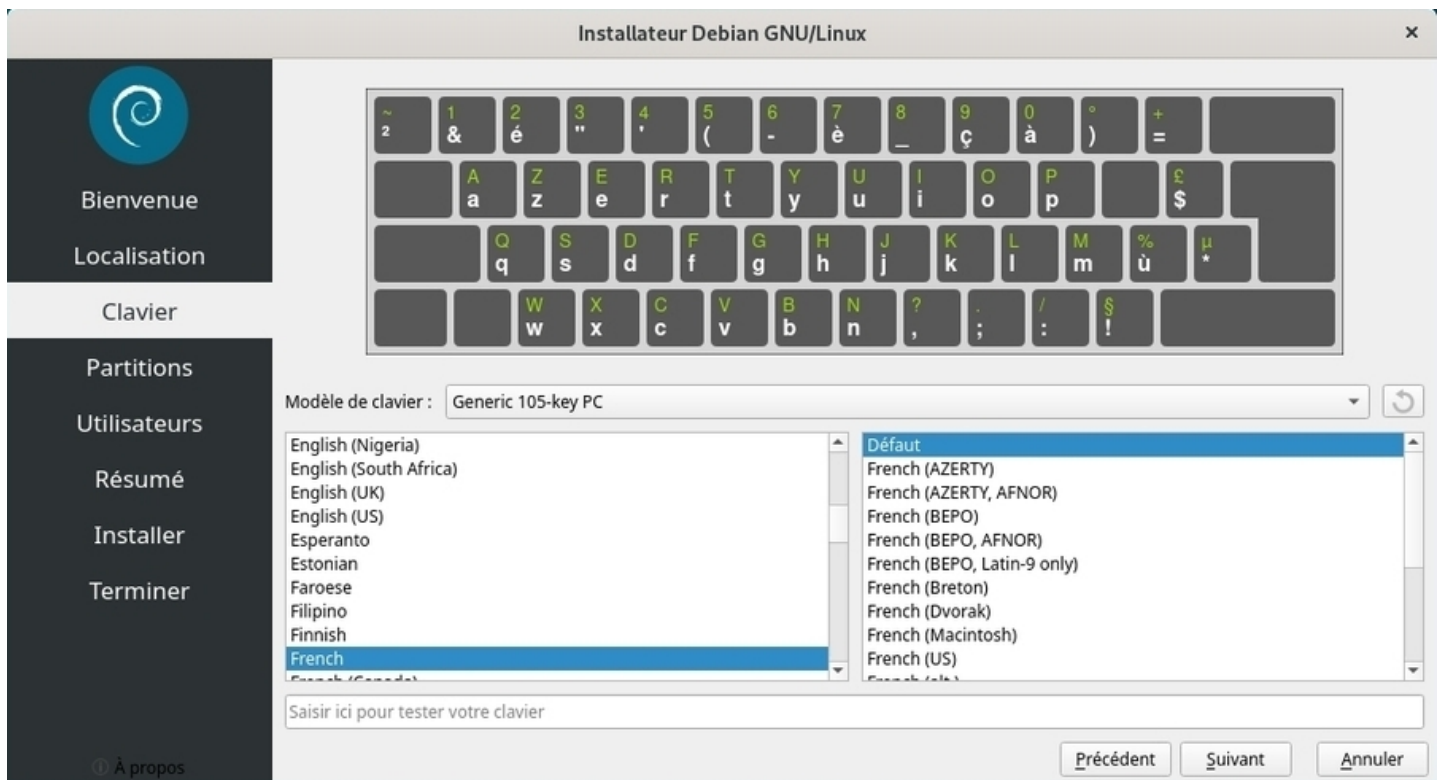 Installateur Debian GNU/Linux
×
Bienvenue
Localisation
Clavier
Partitions
Utilisateurs
Résumé
Installer
Terminer
À propos
~ 1 2 3 4 5 6 7 8 9 0 ° +
² & é " ' ( - è _ ç à ) =
A Z E R T Y U I O P £
a z e r t y u i o p $
Q S D F G H J K L M % µ
q s d f g h j k l m ù *
W X C V B N ? . / §
w x c v b n , ; : !
Modèle de clavier : Generic 105-key PC
English (Nigeria)
English (South Africa)
English (UK)
English (US)
Esperanto
Estonian
Faroese
Filipino
Finnish
French
French (Canada)
Défaut
French (AZERTY)
French (AZERTY, AFNOR)
French (BEPO)
French (BEPO, AFNOR)
French (BEPO, Latin-9 only)
French (Breton)
French (Dvorak)
French (Macintosh)
French (US)
French (alt.)
Saisir ici pour tester votre clavier
Précédent Suivant Annuler